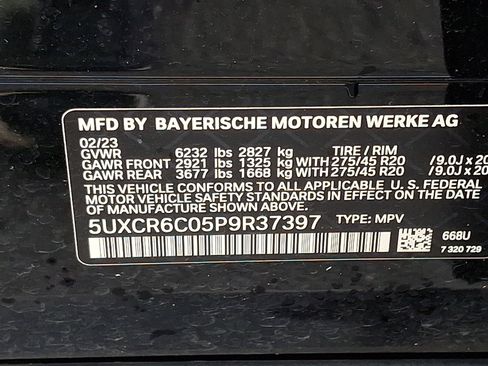 MFD BY BAYERISCHE MOTOREN WERKE AG
02/23
GVWR 6232 lbs 2827 kg TIRE / RIM
GAWR FRONT 2921 lbs 1325 kg WITH 275/45 R20 /9.0J x 20
GAWR REAR 3677 lbs 1668 kg WITH 275/45 R20 /9.0J x 20
THIS VEHICLE CONFORMS TO ALL APPLICABLE U. S. FEDERAL
MOTOR VEHICLE SAFETY STANDARDS IN EFFECT ON THE DATE
OF MANUFACTURE SHOWN ABOVE.
5UXCR6C05P9R37397 TYPE: MPV
668U
7 320 729